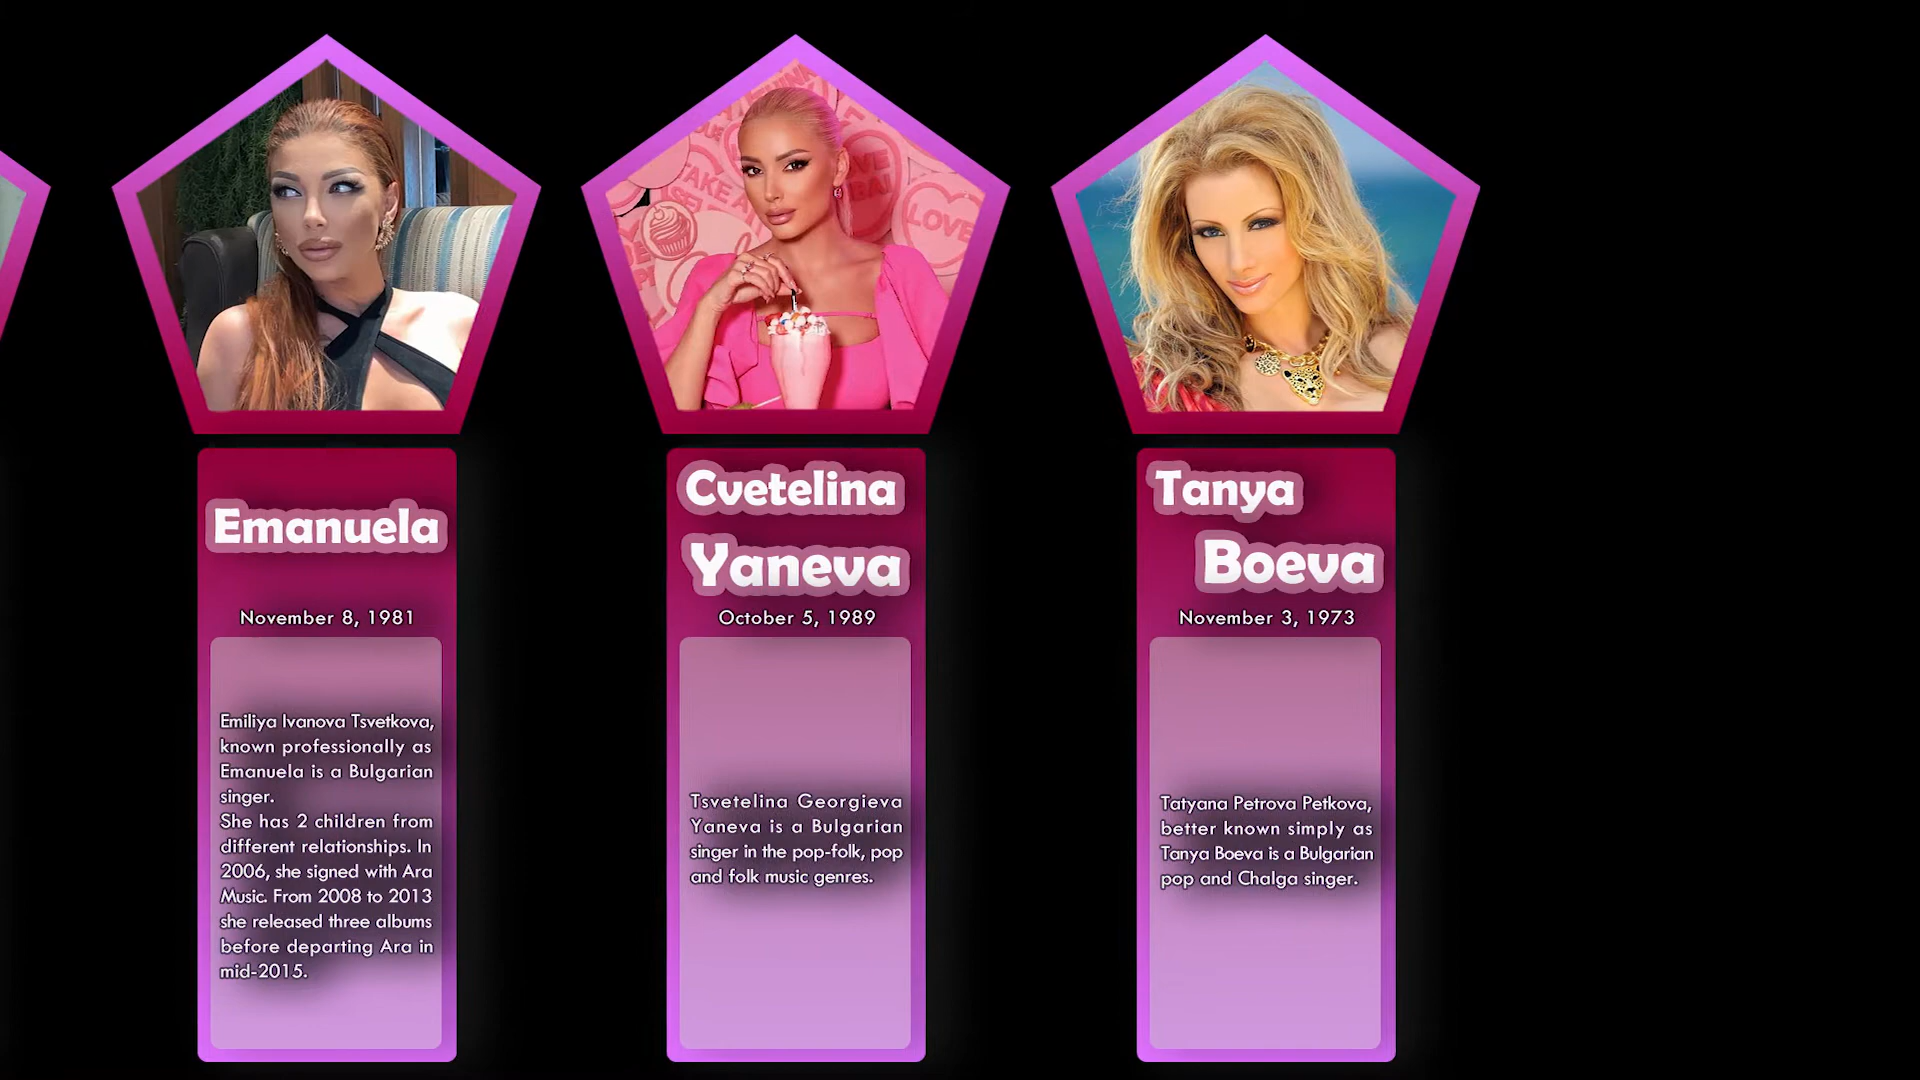 Emanuela
November 8, 1981
Emiliya Ivanova Tsvetkova,
known professionally as
Emanuela is a Bulgarian
singer.
She has 2 children from
different relationships. In
2006, she signed with Ara
Music. From 2008 to 2013
she released three albums
before departing Ara in
mid-2015.
LOVE
LOVE
Cvetelina
Yaneva
October 5, 1989
Tsvetelina Georgieva
Yaneva is a Bulgarian
singer in the pop-folk, pop
and folk music genres.
Tanya
Boeva
November 3, 1973
Tatyana Petrova Petkova,
better known simply as
Tanya Boeva is a Bulgarian
pop and Chalga singer.